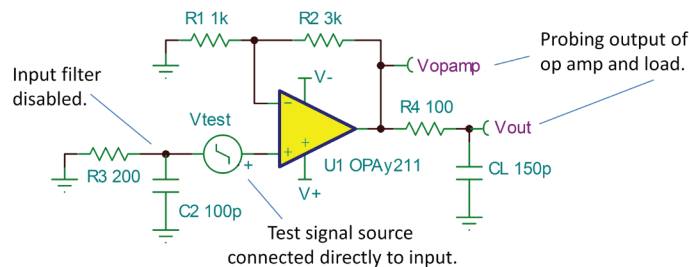 R1 1k
R2 3k
Vopamp
Probing output of
op amp and load.
Input filter
disabled.
V-
R4 100
Vout
Vtest
-
+
+
+
R3 200
U1 OPAy211
CL 150p
V+
C2 100p
Test signal source
connected directly to input.